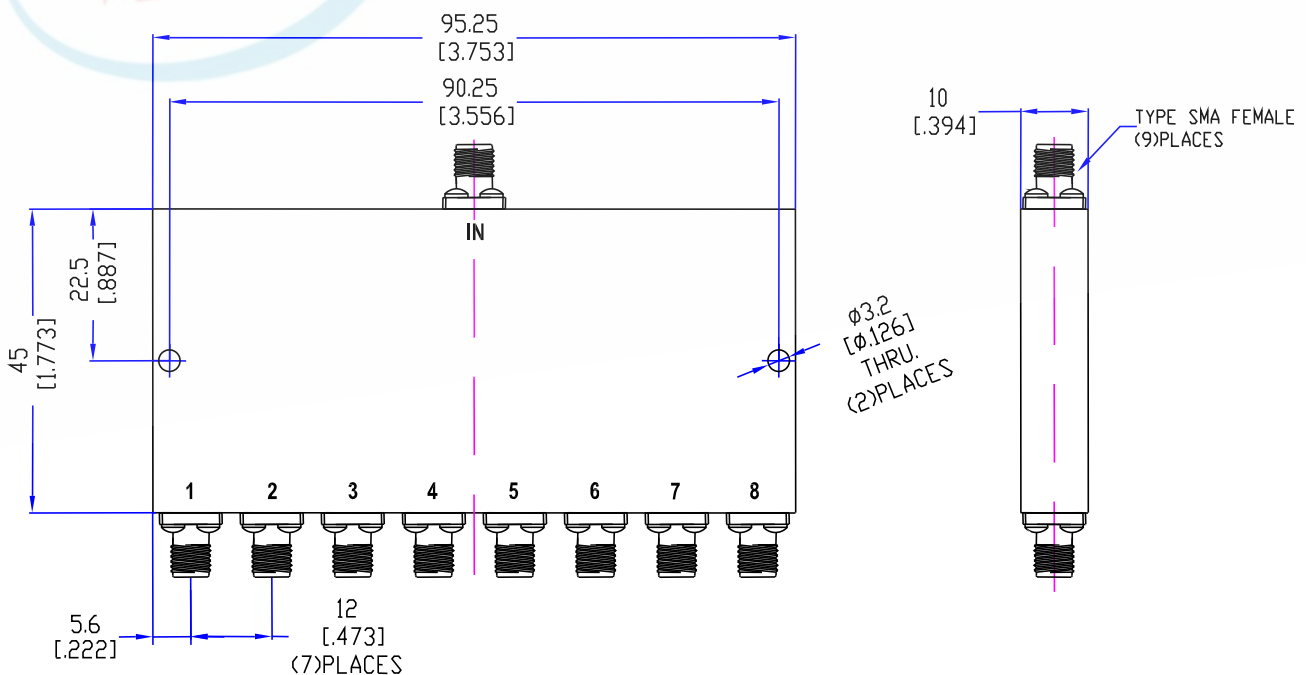 95.25
[3.753]
90.25
[3.556]
10
[.394]
TYPE SMA FEMALE
(9)PLACES
IN
22.5
[.887]
45
[1.773]
Ø3.2
[Ø.126]
THRU.
(2)PLACES
1 2 3 4 5 6 7 8
5.6
[.222]
12
[.473]
(7)PLACES